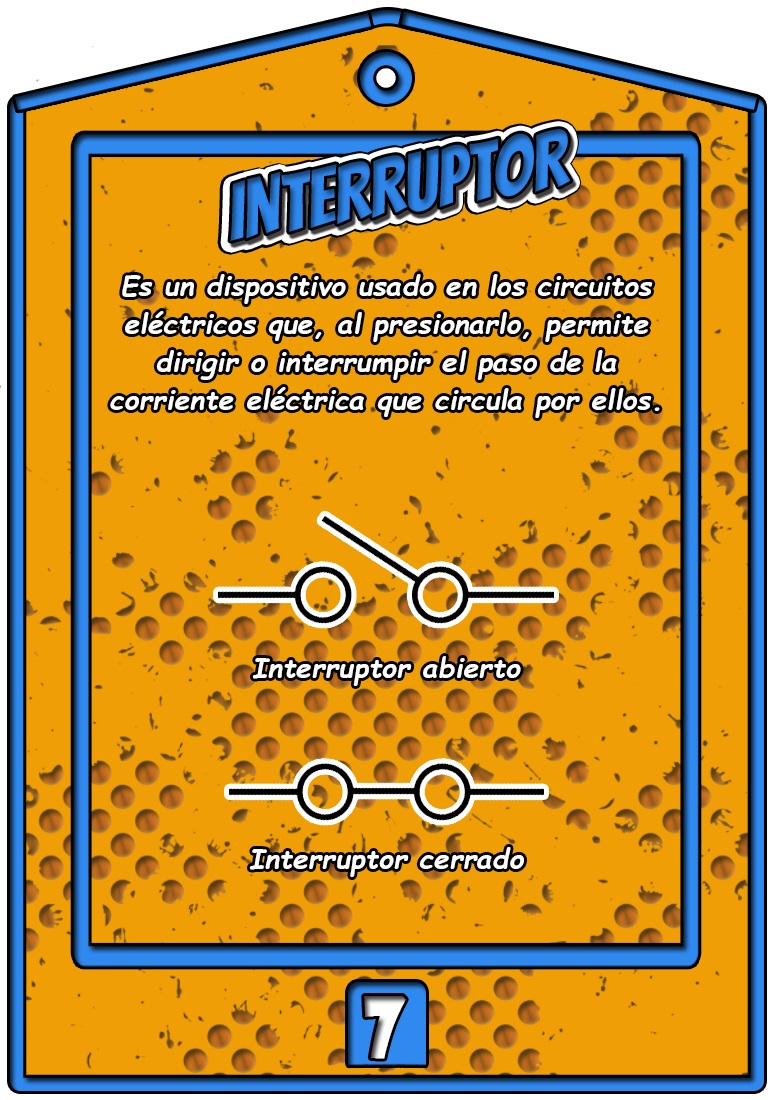 INTERRUPTOR
Es un dispositivo usado en los circuitos
eléctricos que, al presionarlo, permite
dirigir o interrumpir el paso de la
corriente eléctrica que circula por ellos.
Interruptor abierto
Interruptor cerrado
7